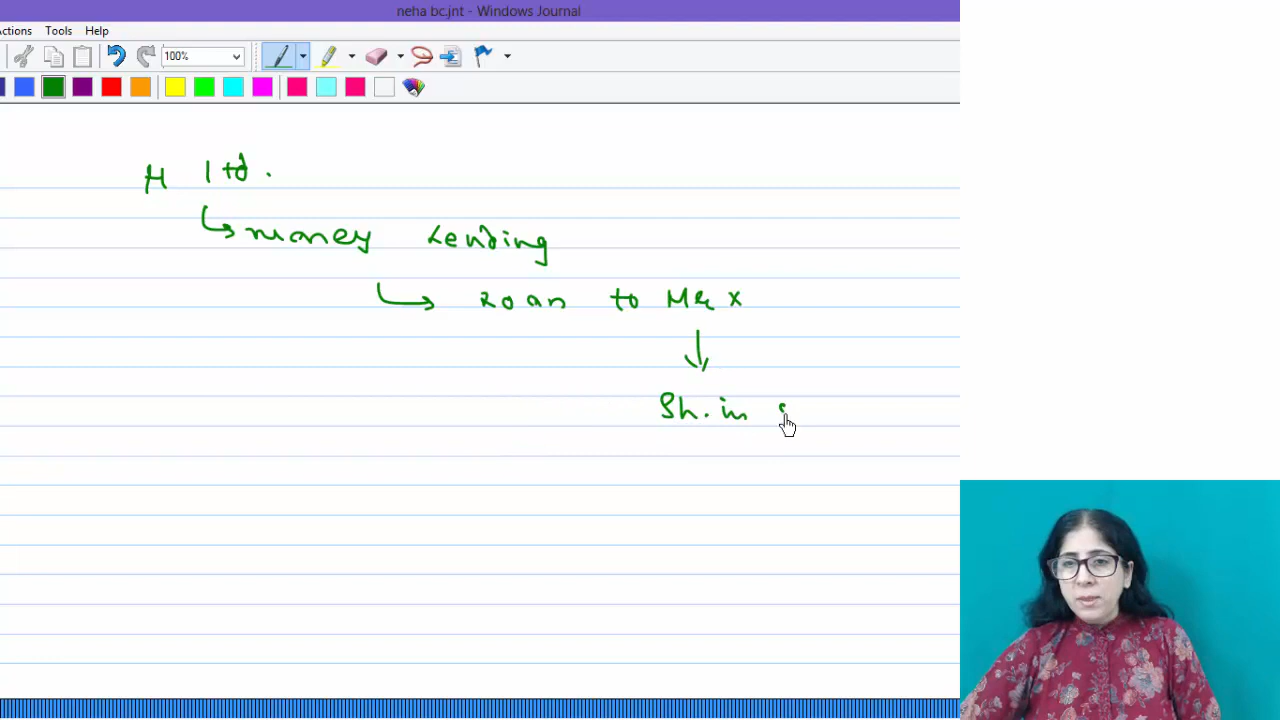 neha bc.jnt - Windows Journal
Actions Tools Help
100%
H ltd.
money Lending
Loan to Mr X
Sh. in